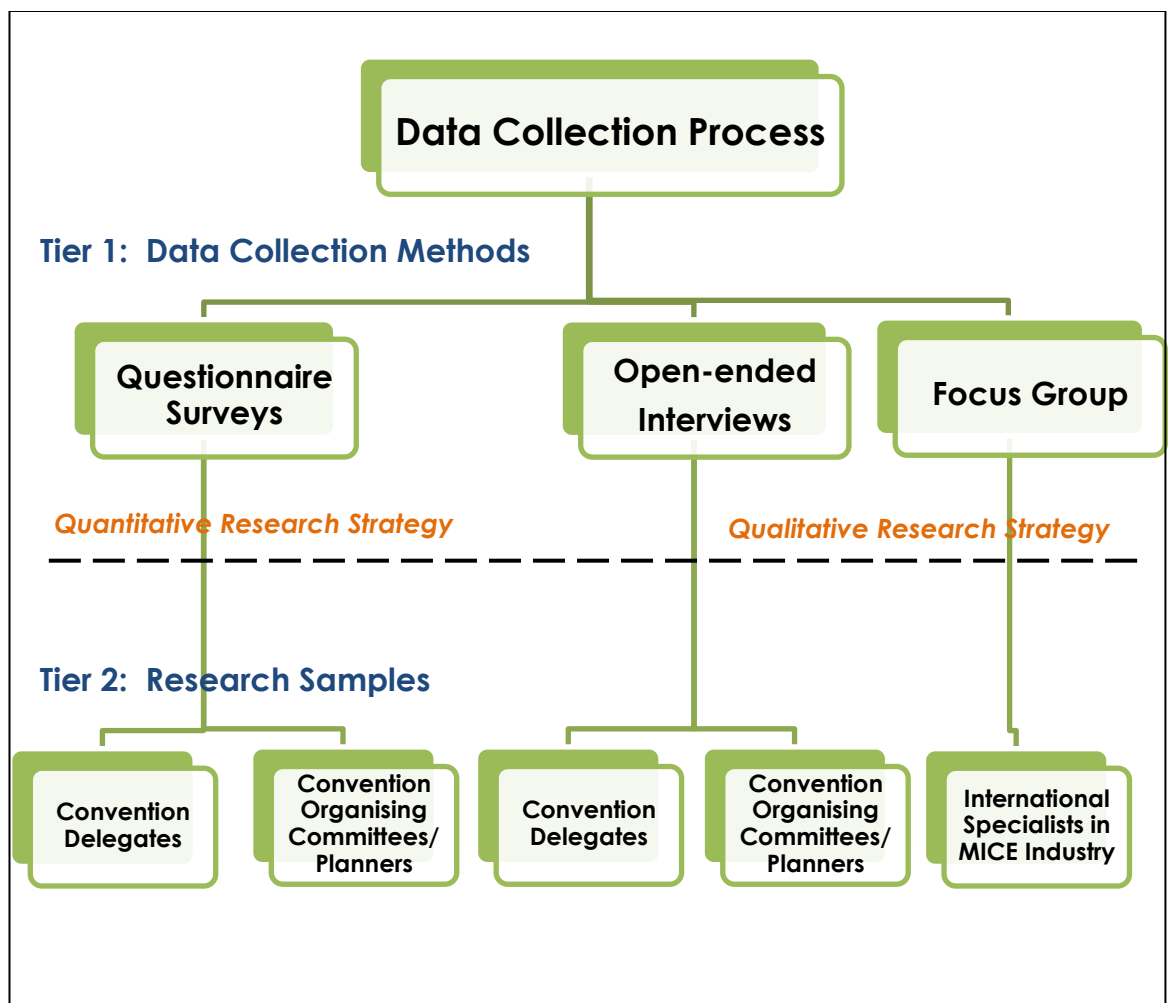 Data Collection Process
Tier 1:  Data Collection Methods
Questionnaire
Surveys
Open-ended
Interviews
Focus Group
Quantitative Research Strategy
Qualitative Research Strategy
Tier 2:  Research Samples
Convention
Delegates
Convention
Organising
Committees/
Planners
Convention
Delegates
Convention
Organising
Committees/
Planners
International
Specialists in
MICE Industry